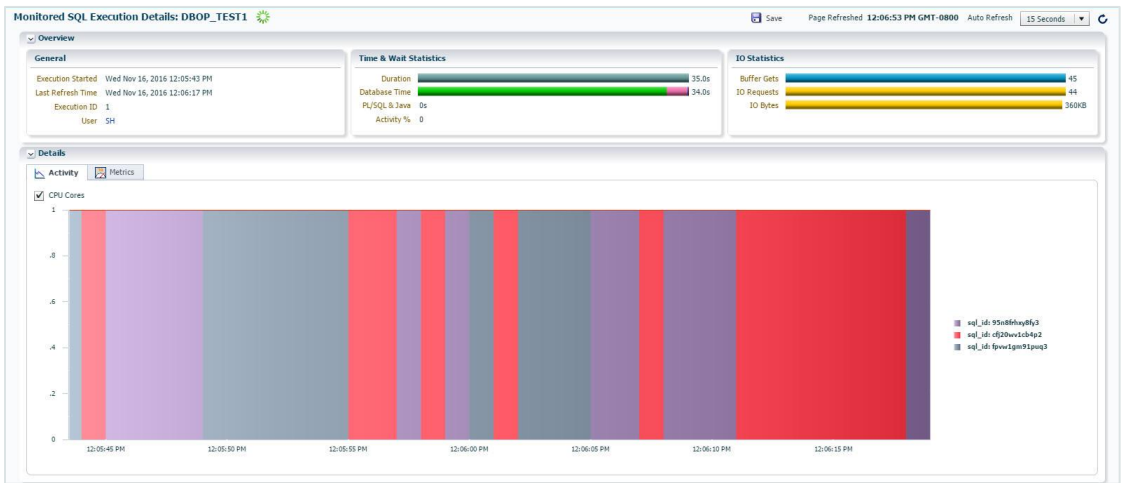 Monitored SQL Execution Details: DBOP_TEST1
Save
Page Refreshed 12:06:53 PM GMT-0800
Auto Refresh
15 Seconds
Overview
General
Execution Started Wed Nov 16, 2016 12:05:43 PM
Last Refresh Time Wed Nov 16, 2016 12:06:17 PM
Execution ID 1
User SH
Time & Wait Statistics
Duration 35.0s
Database Time 34.0s
PL/SQL & Java 0s
Activity % 0
IO Statistics
Buffer Gets 45
IO Requests 44
IO Bytes 360KB
Details
Activity
Metrics
CPU Cores
1
.8
.6
.4
.2
0
12:05:45 PM
12:05:50 PM
12:05:55 PM
12:06:00 PM
12:06:05 PM
12:06:10 PM
12:06:15 PM
sql_id: 95n8frhxy8fy3
sql_id: cfj20wv1cb4p2
sql_id: fpvw1gm91puq3